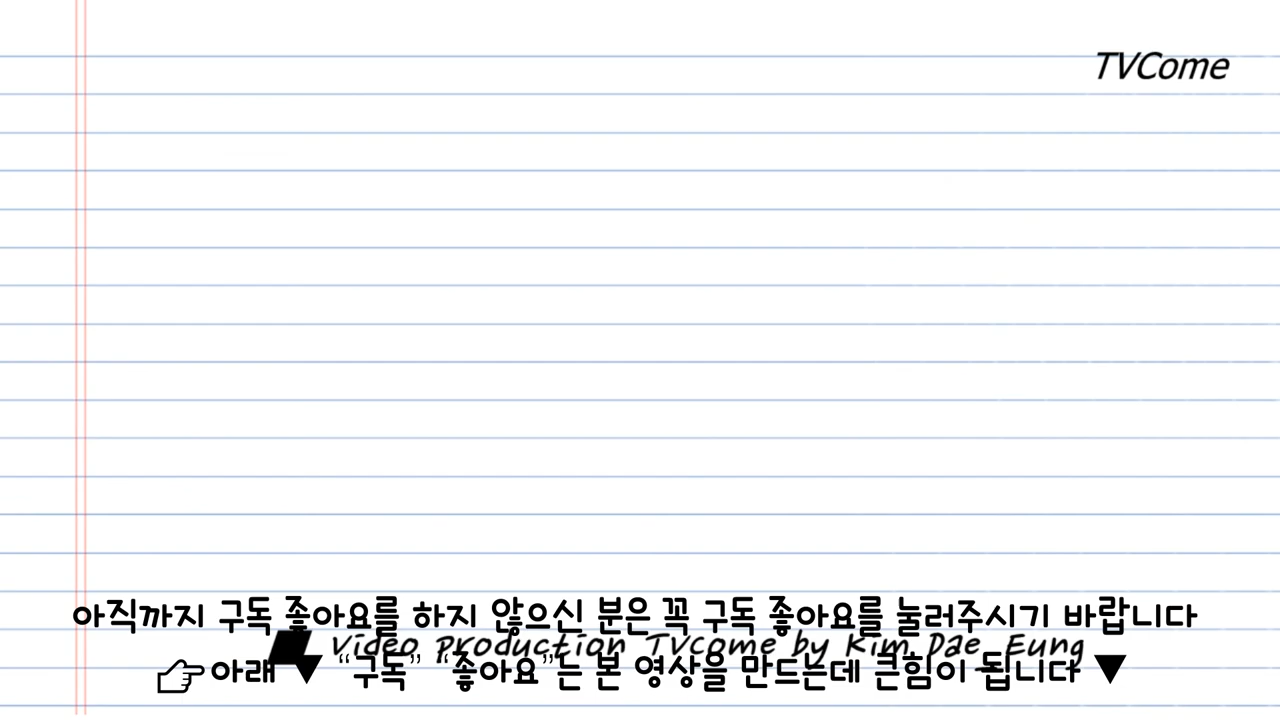 TVCome
아직까지 구독 좋아요를 하지 않으신 분은 꼭 구독 좋아요를 눌러주시기 바랍니다
Video production TVCome by Kim Dae Eung
☞아래 ▼ “구독” “좋아요”는 본 영상을 만드는데 큰힘이 됩니다 ▼